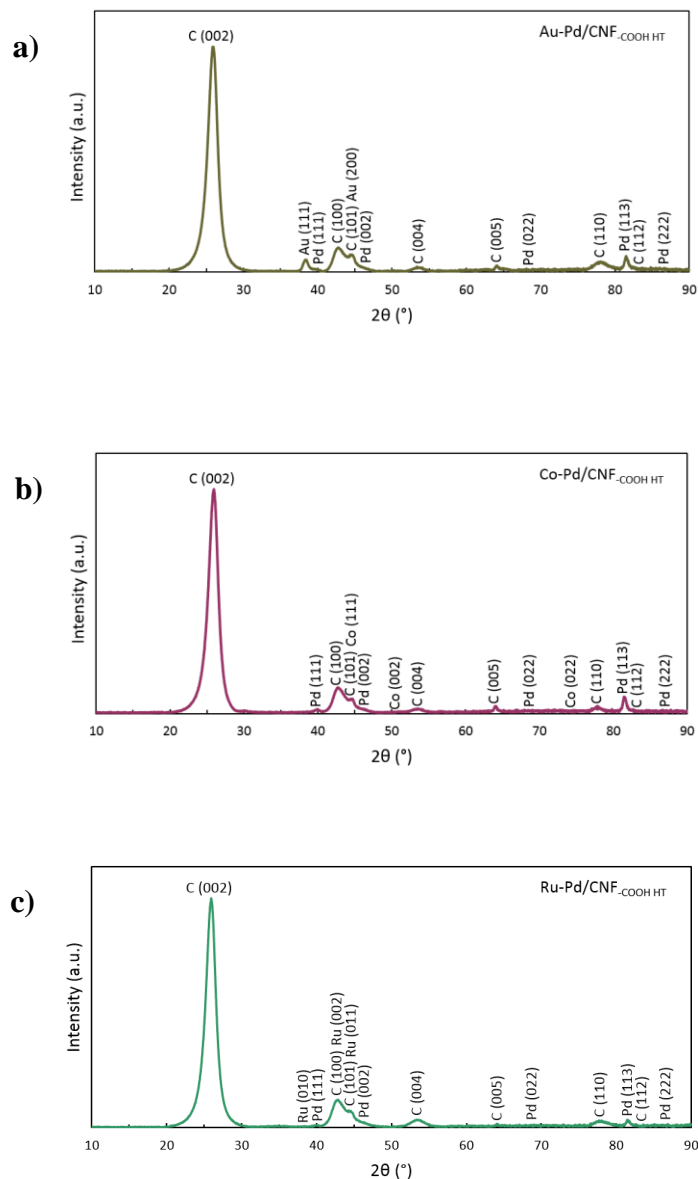 a)
Au-Pd/CNF-COOH HT
C (002)
Au (111)
Pd (111)
C (100)
C (101) Au (200)
Pd (002)
C (004)
C (005)
Pd (022)
C (110)
Pd (113)
C (112)
Pd (222)
Intensity (a.u.)
10 20 30 40 50 60 70 80 90
2θ (°)
b)
Co-Pd/CNF-COOH HT
C (002)
Pd (111)
C (100)
C (101) Co (111)
Pd (002)
Co (002)
C (004)
C (005)
Pd (022)
Co (022)
C (110)
Pd (113)
C (112)
Pd (222)
Intensity (a.u.)
10 20 30 40 50 60 70 80 90
2θ (°)
c)
Ru-Pd/CNF-COOH HT
C (002)
Ru (010)
Pd (111)
C (100) Ru (002)
C (101) Ru (011)
Pd (002)
C (004)
C (005)
Pd (022)
C (110)
Pd (113)
C (112)
Pd (222)
Intensity (a.u.)
10 20 30 40 50 60 70 80 90
2θ (°)